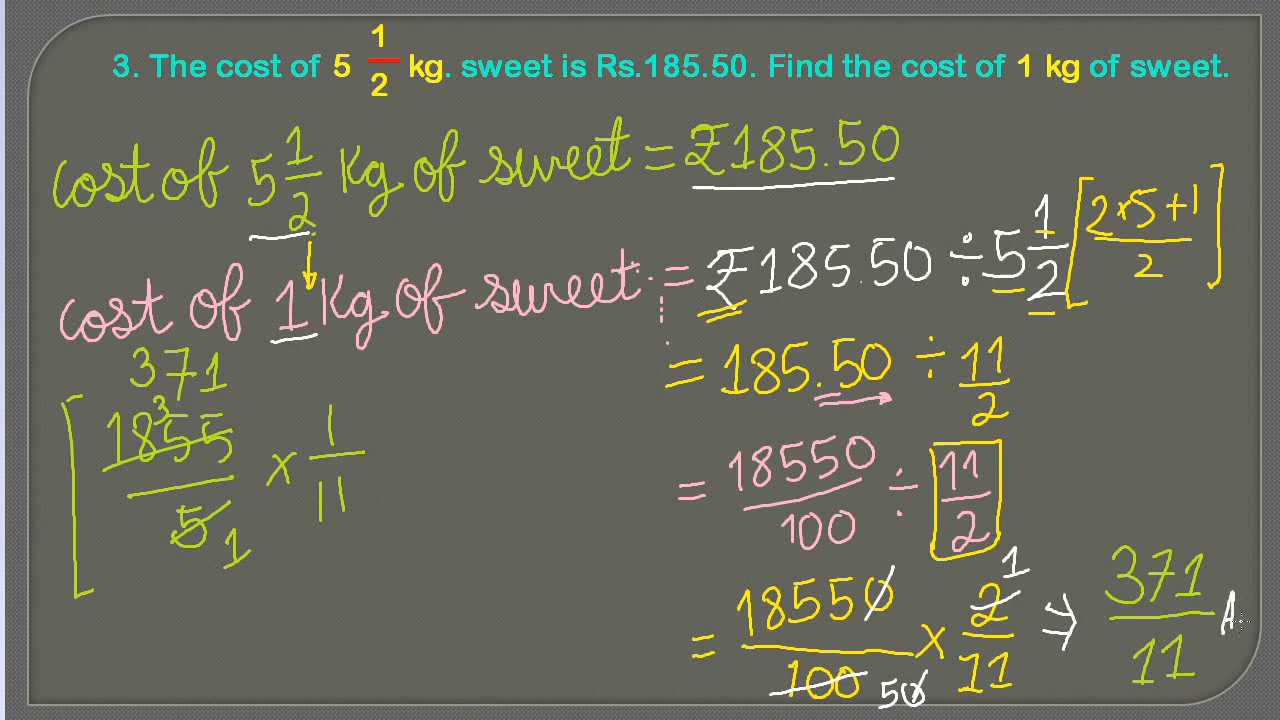 3. The cost of 5 1/2 kg. sweet is Rs.185.50. Find the cost of 1 kg of sweet.
cost of 5 1/2 Kg of sweet = ₹185.50
cost of 1 Kg of sweet = ₹185.50 ÷ 5 1/2 [2×5+1/2]
= 185.50 ÷ 11/2
= 18550/100 ÷ 11/2
= 18550/100 50 × 2/11 1 ⇒ 371/11 A
371
[1855/5 × 1/11
3
1